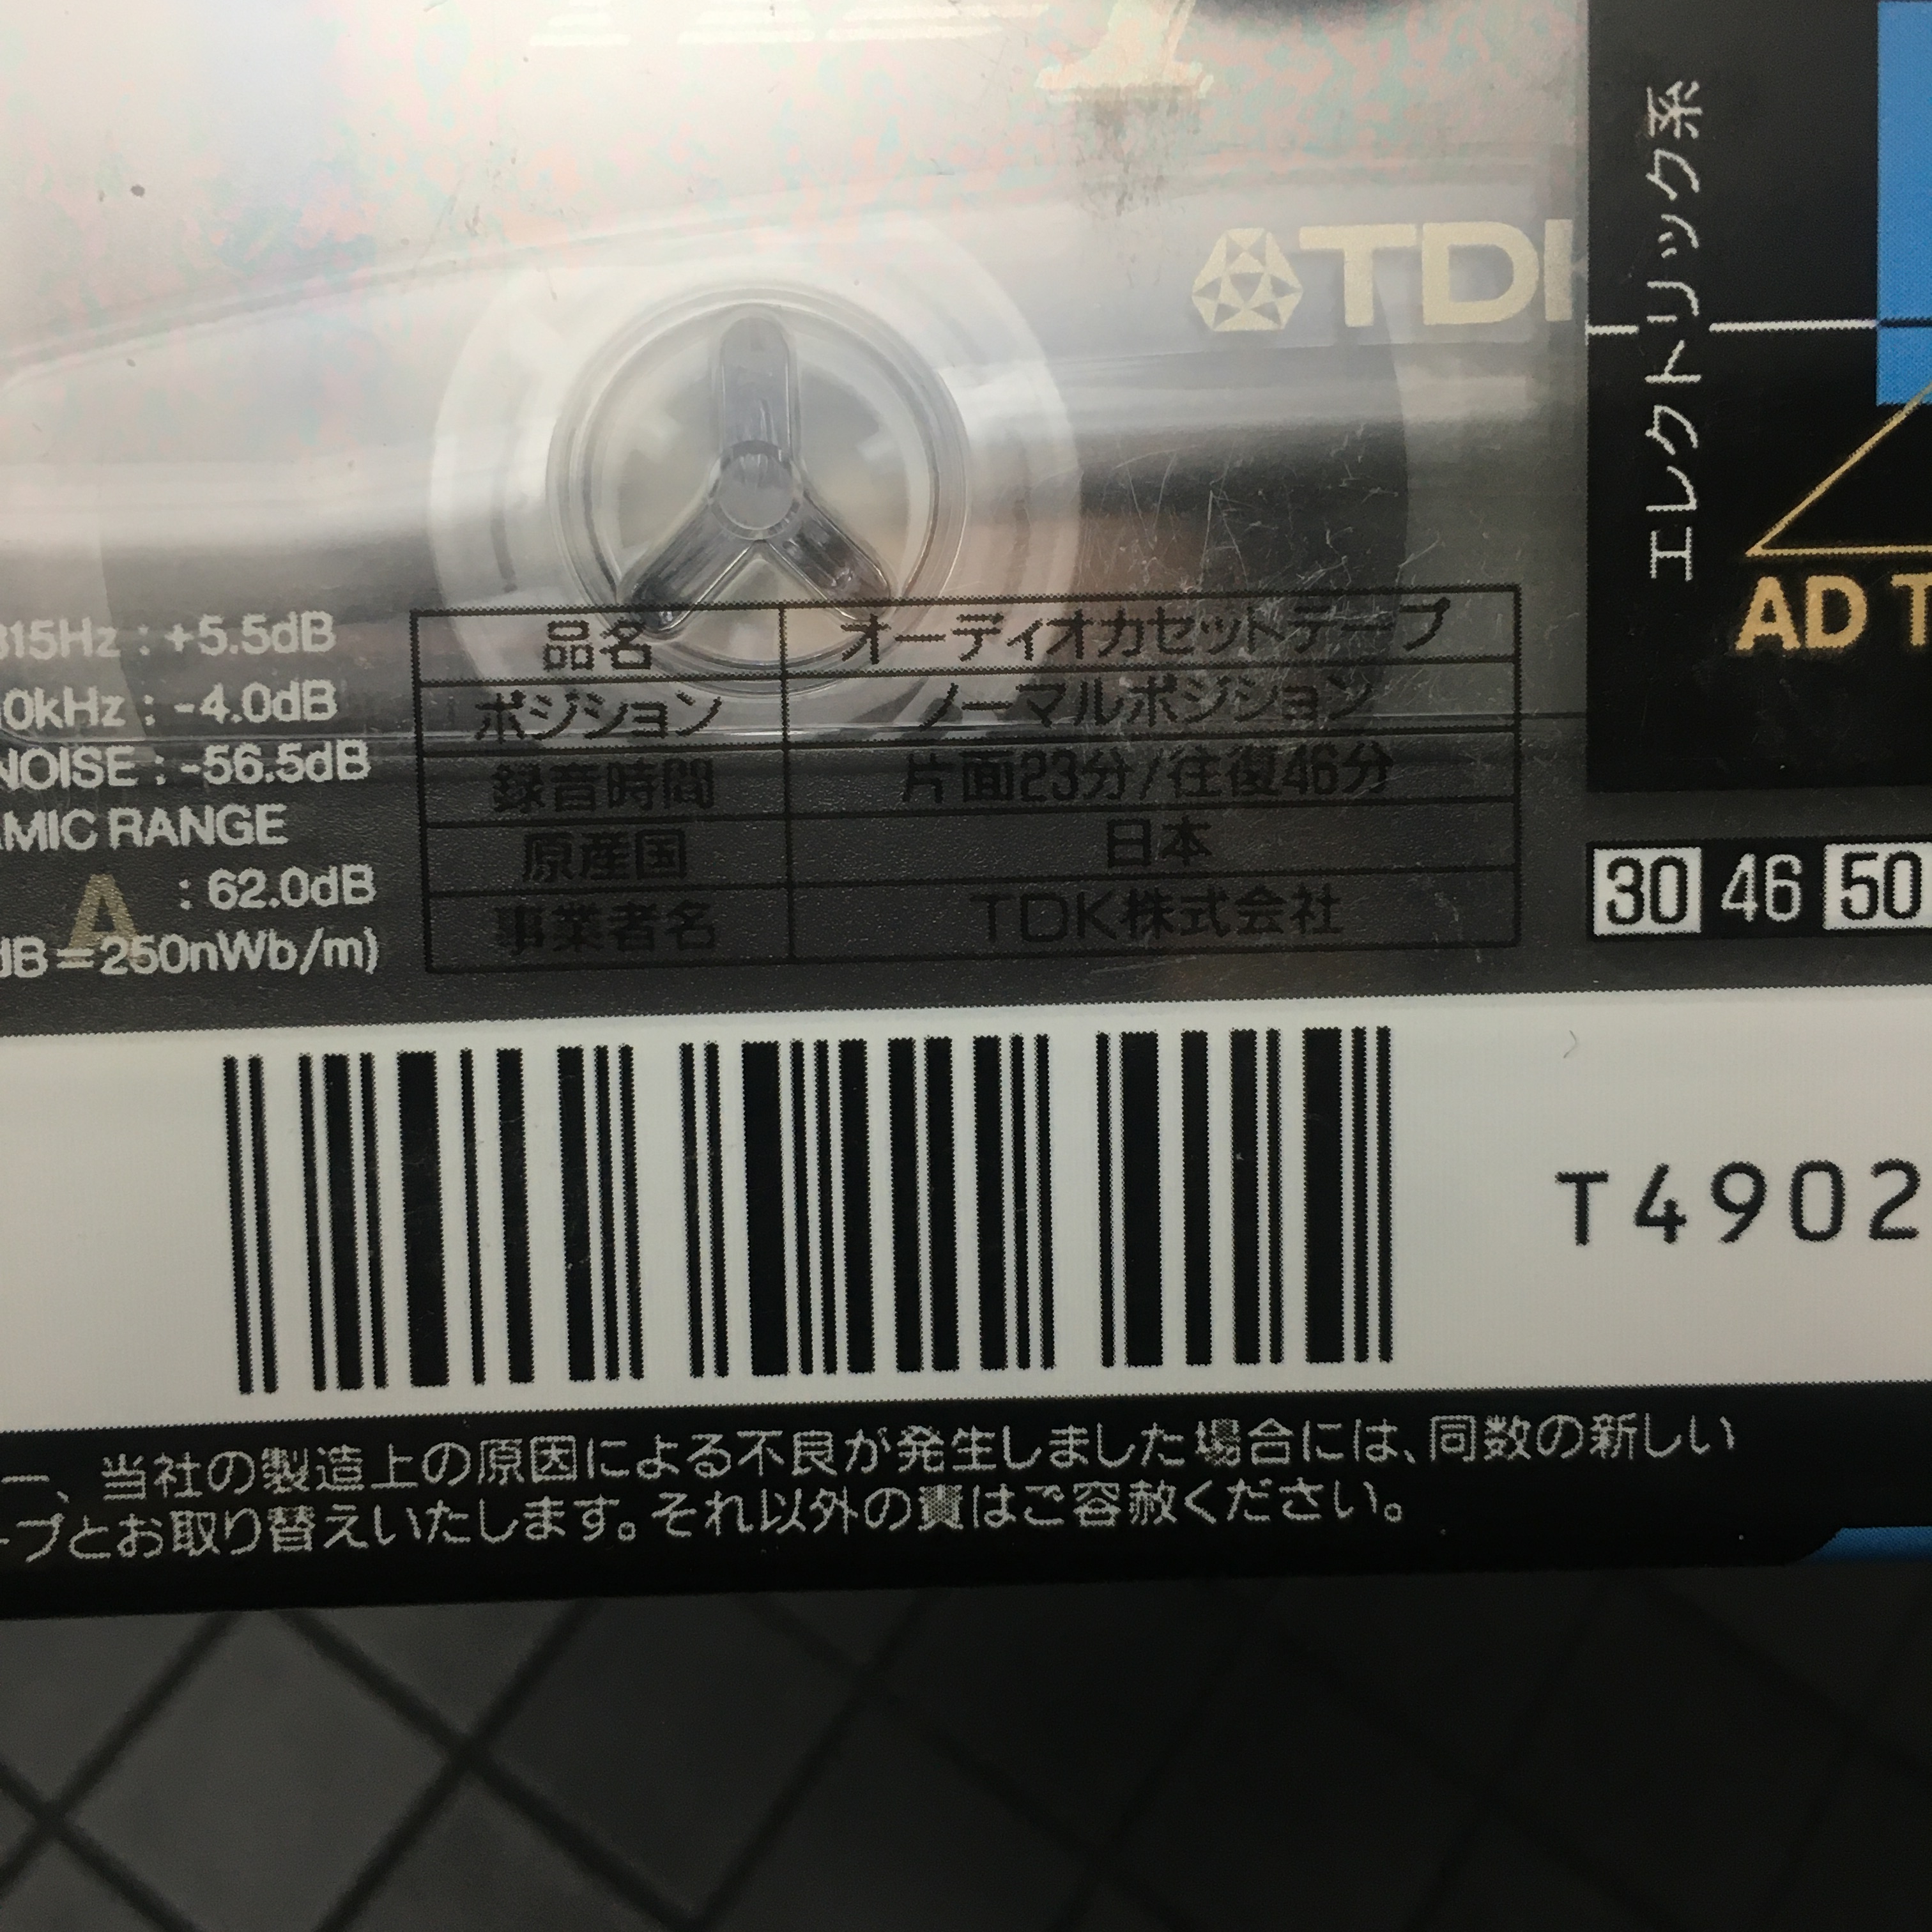 TDK
エレクトリック系
AD T
315Hz : +5.5dB
10kHz : -4.0dB
NOISE : -56.5dB
AMIC RANGE
A : 62.0dB
dB=250nWb/m)
品名 オーディオカセットテープ
ポジション ノーマルポジション
録音時間 片面23分/往復46分
原産国 日本
事業者名 TDK株式会社
30 46 50
T4902
一、当社の製造上の原因による不良が発生しました場合には、同数の新しい
ープとお取り替えいたします。それ以外の責はご容赦ください。